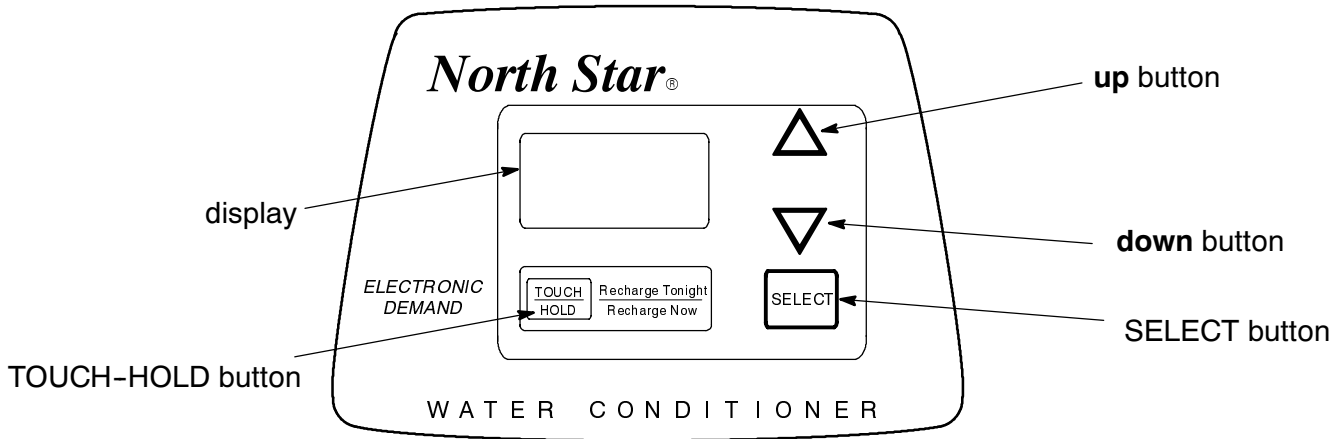 North Star®
up button
display
down button
ELECTRONIC
DEMAND
TOUCH
HOLD
Recharge Tonight
Recharge Now
SELECT
SELECT button
TOUCH-HOLD button
WATER CONDITIONER